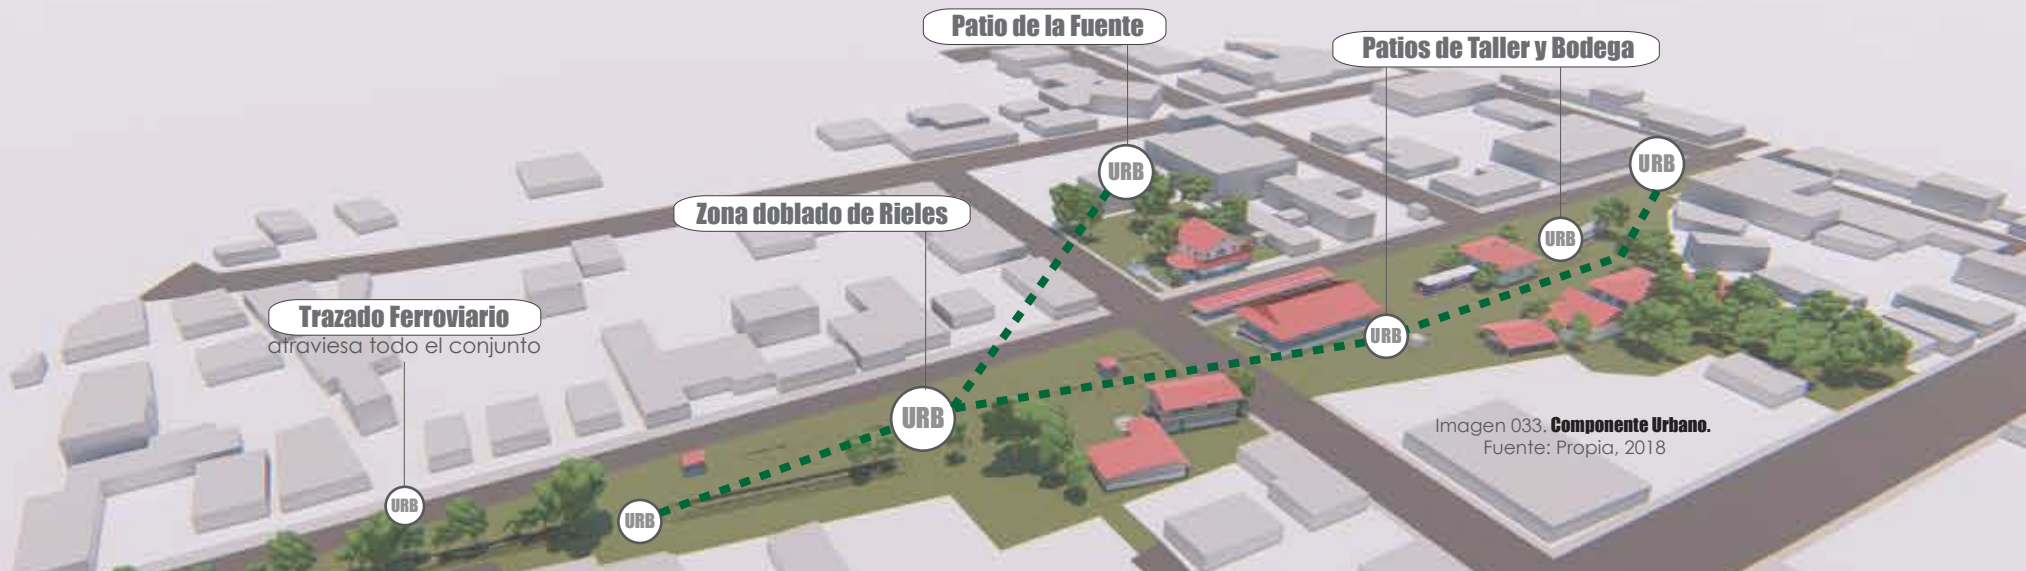 Patio de la Fuente
Patios de Taller y Bodega
URB
URB
Zona doblado de Rieles
URB
Trazado Ferroviario
atraviesa todo el conjunto
URB
URB
Imagen 033. Componente Urbano.
Fuente: Propia, 2018
URB
URB